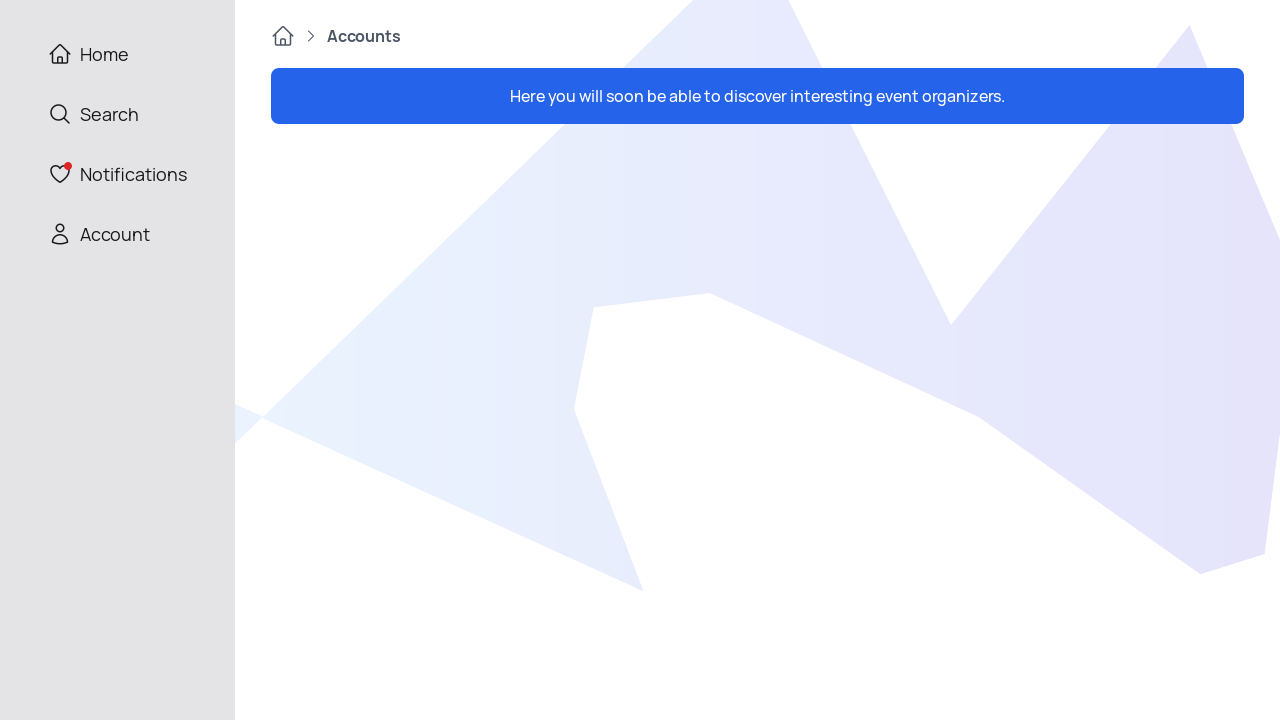 Home
Search
Notifications
Account
Accounts
Here you will soon be able to discover interesting event organizers.